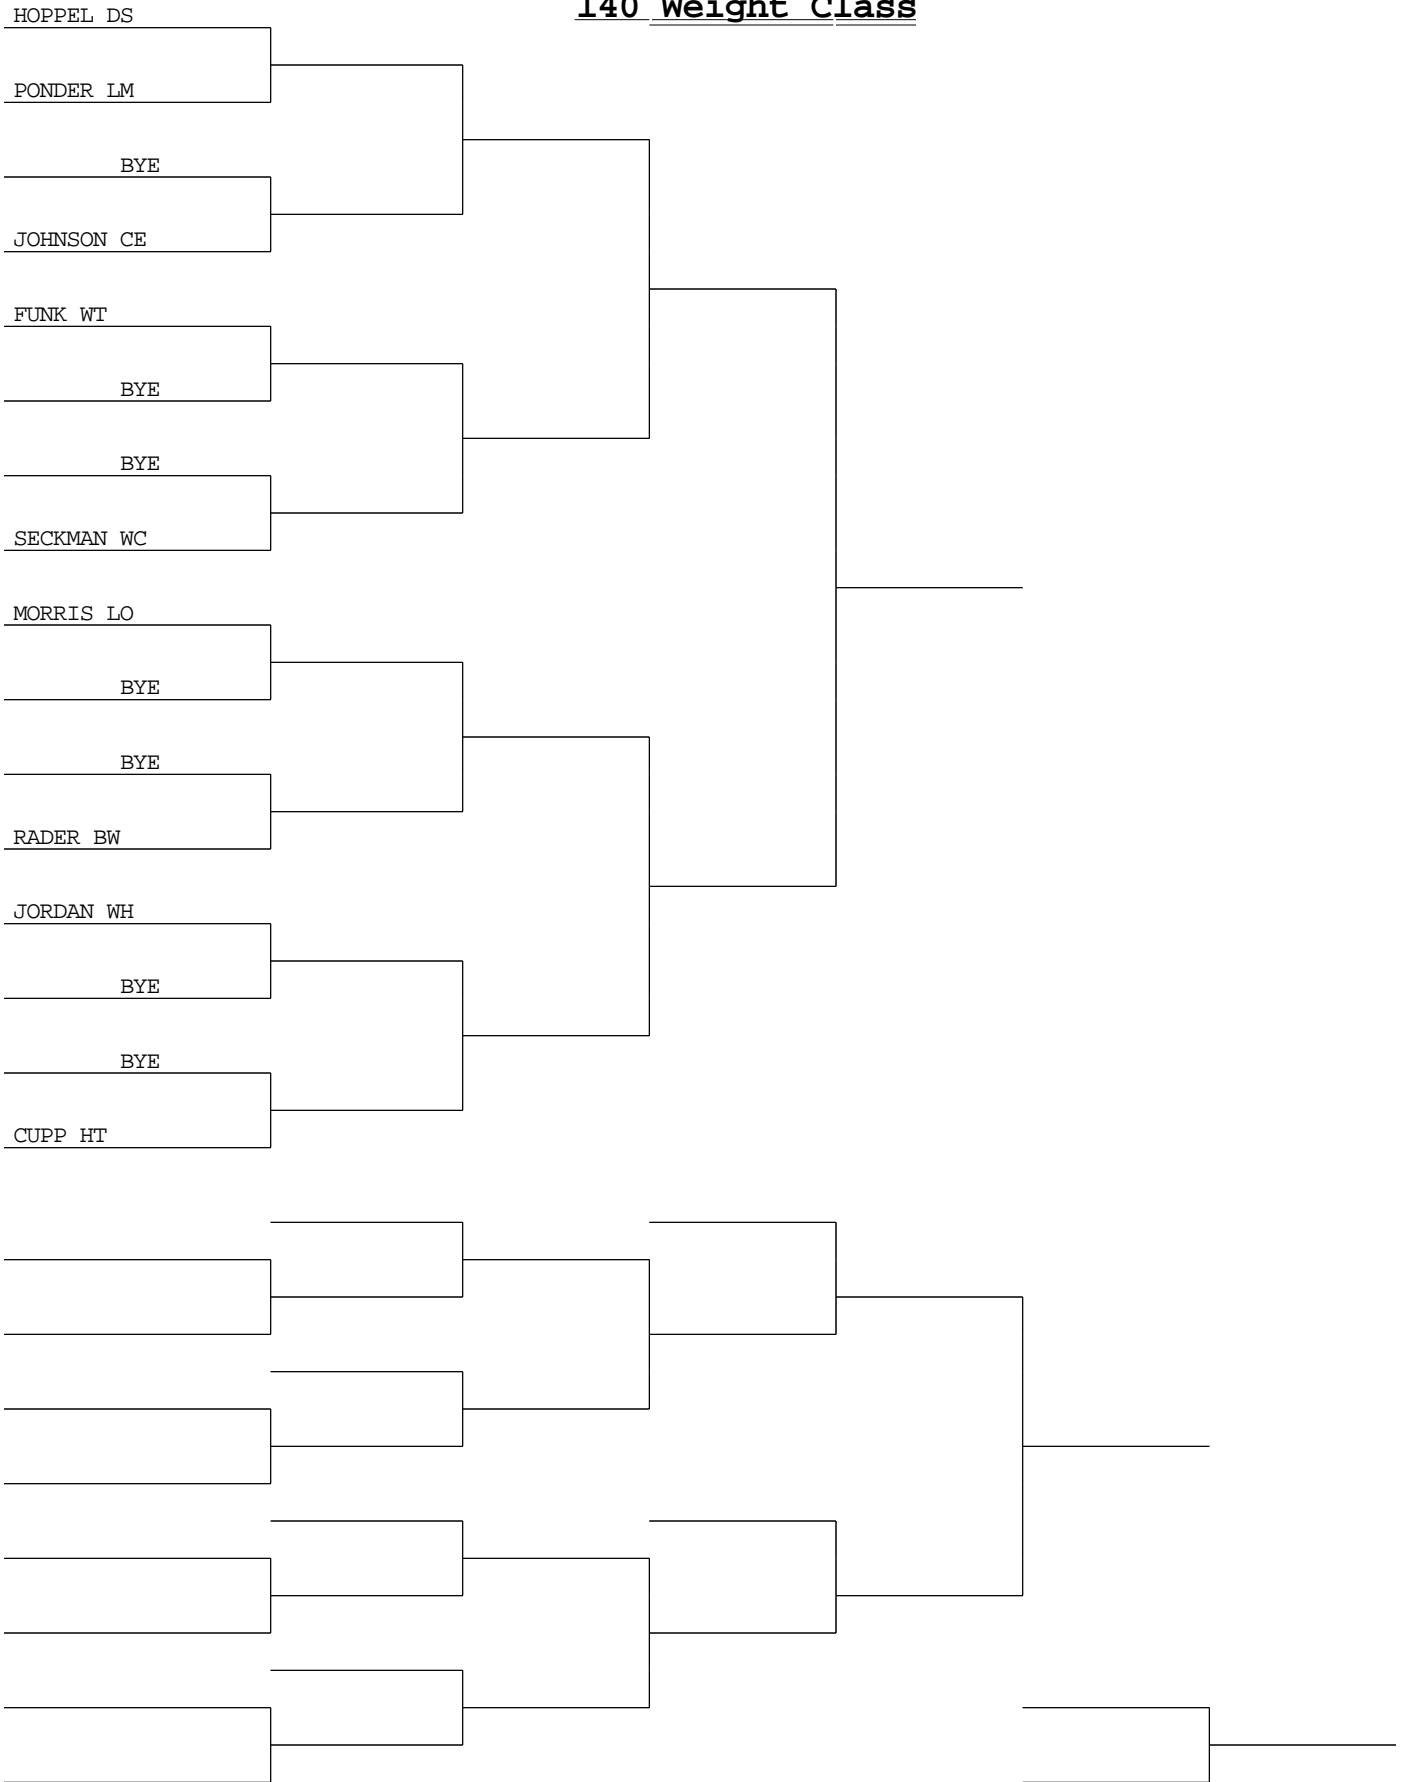 140 Weight Class
HOPPEL DS
PONDER LM
BYE
JOHNSON CE
FUNK WT
BYE
BYE
SECKMAN WC
MORRIS LO
BYE
BYE
RADER BW
JORDAN WH
BYE
BYE
CUPP HT